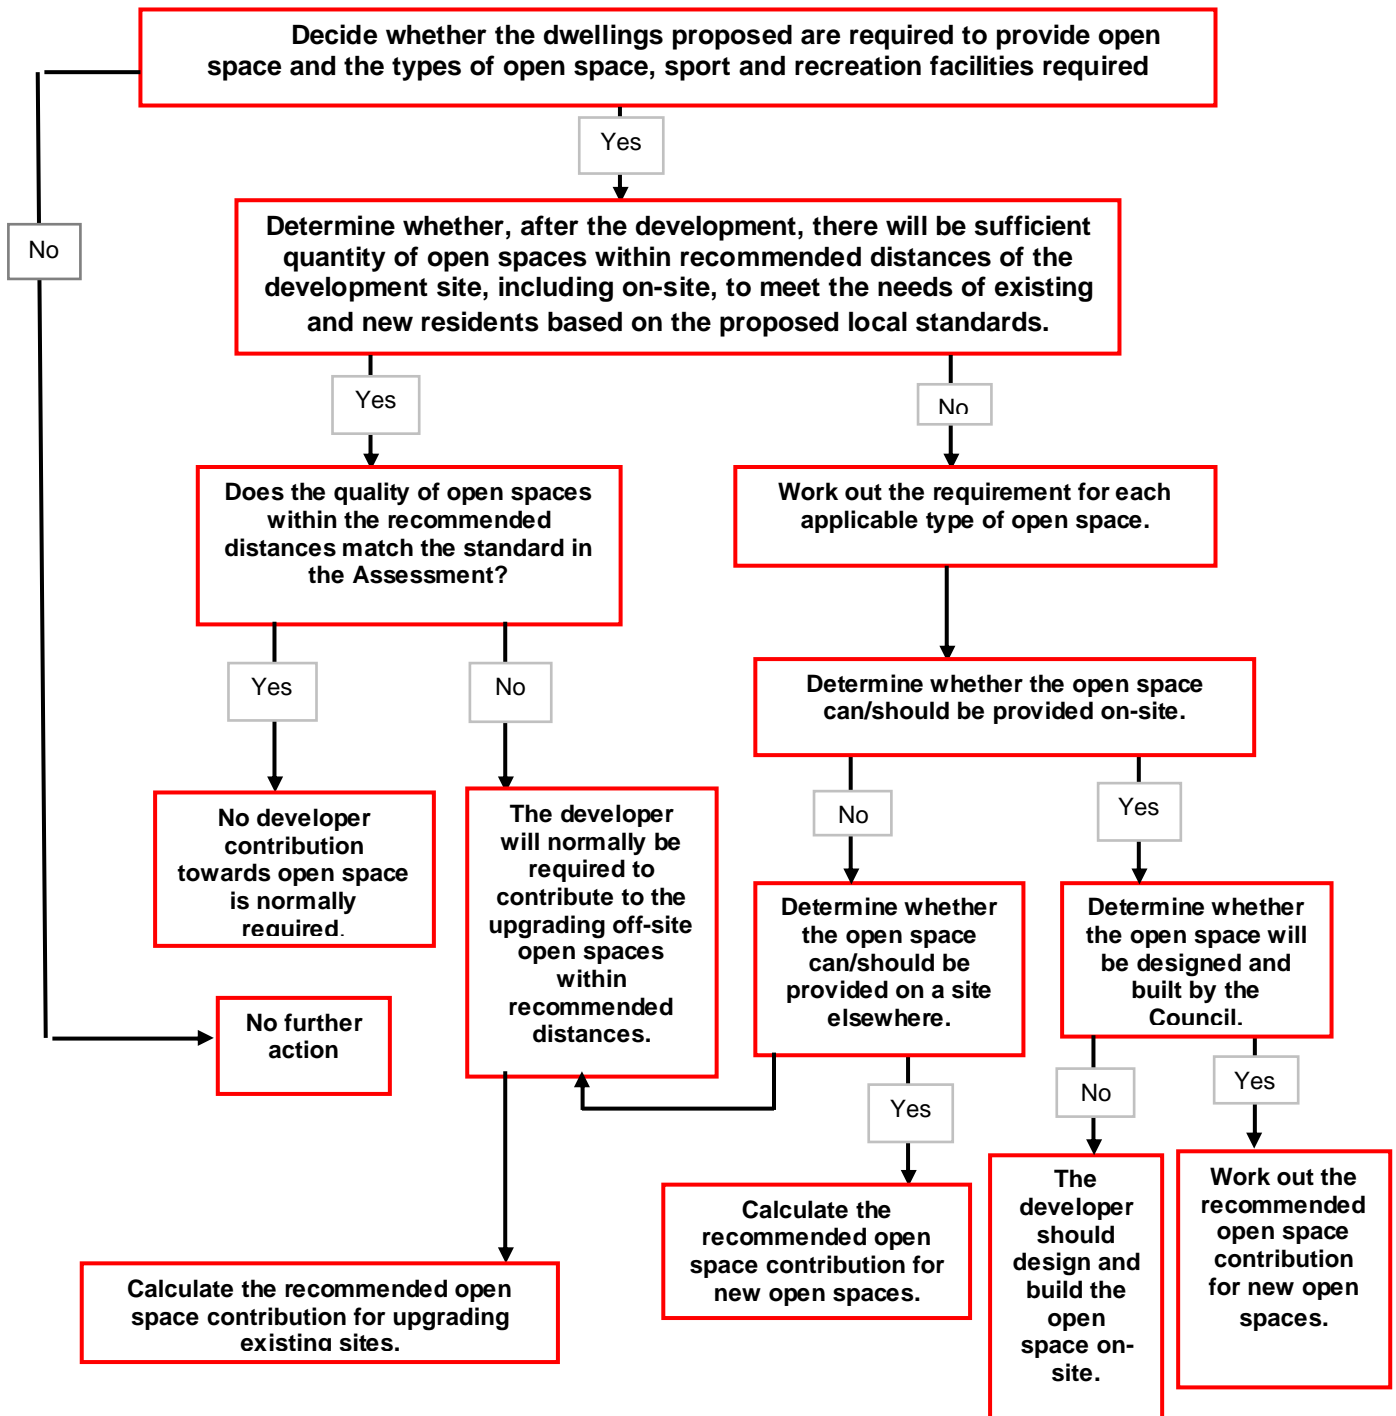 Decide whether the dwellings proposed are required to provide open
space and the types of open space, sport and recreation facilities required
Yes
No
Determine whether, after the development, there will be sufficient
quantity of open spaces within recommended distances of the
development site, including on-site, to meet the needs of existing
and new residents based on the proposed local standards.
Yes
No
Does the quality of open spaces
within the recommended
distances match the standard in
the Assessment?
Work out the requirement for each
applicable type of open space.
Yes
No
Determine whether the open space
can/should be provided on-site.
No
Yes
No developer
contribution
towards open space
is normally
required.
The developer
will normally be
required to
contribute to the
upgrading off-site
open spaces
within
recommended
distances.
Determine whether
the open space
can/should be
provided on a site
elsewhere.
Determine whether
the open space will
be designed and
built by the
Council.
No further
action
Yes
No
Yes
Calculate the recommended open
space contribution for upgrading
existing sites.
Calculate the
recommended open
space contribution for
new open spaces.
The
developer
should
design and
build the
open
space on-
site.
Work out the
recommended
open space
contribution
for new open
spaces.